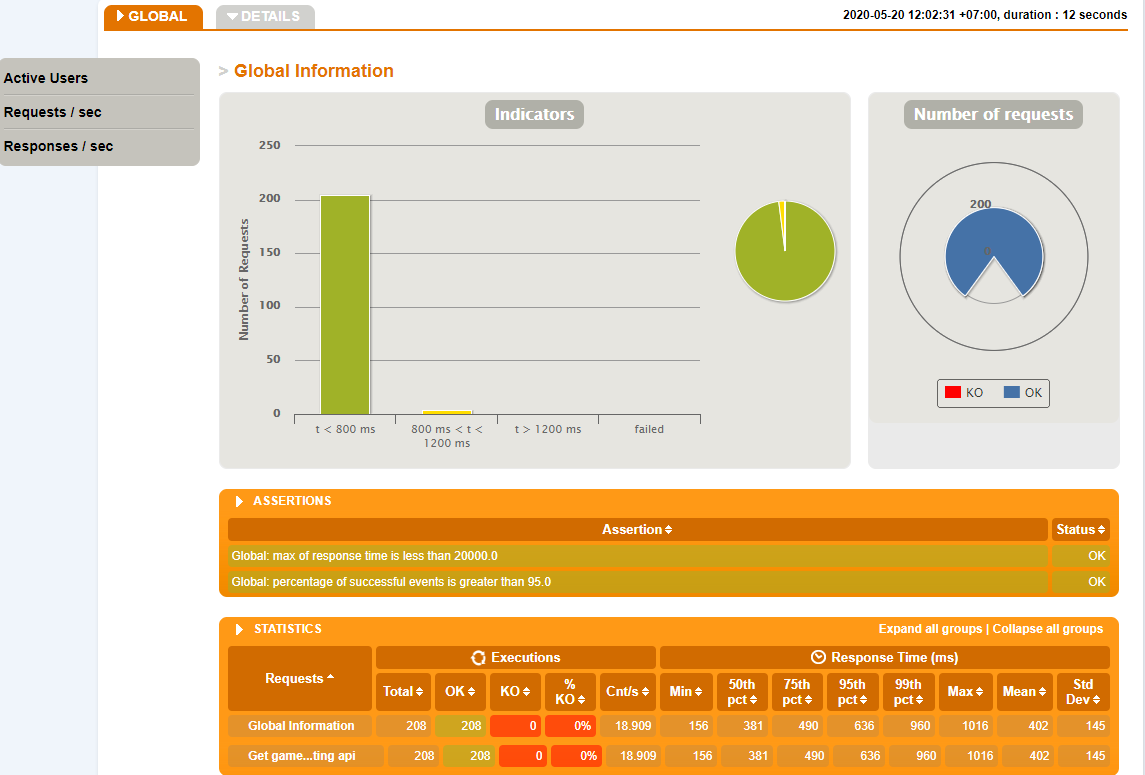 GLOBAL
DETAILS
2020-05-20 12:02:31 +07:00, duration : 12 seconds
Active Users
Requests / sec
Responses / sec
> Global Information
Indicators
Number of Requests
250
200
150
100
50
0
t < 800 ms
800 ms < t <
1200 ms
t > 1200 ms
failed
Number of requests
200
0
KO OK
ASSERTIONS
Assertion Status
Global: max of response time is less than 20000.0 OK
Global: percentage of successful events is greater than 95.0 OK
STATISTICS Expand all groups | Collapse all groups
Requests Executions Response Time (ms)
Total OK KO % KO Cnt/s Min 50th pct 75th pct 95th pct 99th pct Max Mean Std Dev
Global Information 208 208 0 0% 18.909 156 381 490 636 960 1016 402 145
Get game...ting api 208 208 0 0% 18.909 156 381 490 636 960 1016 402 145